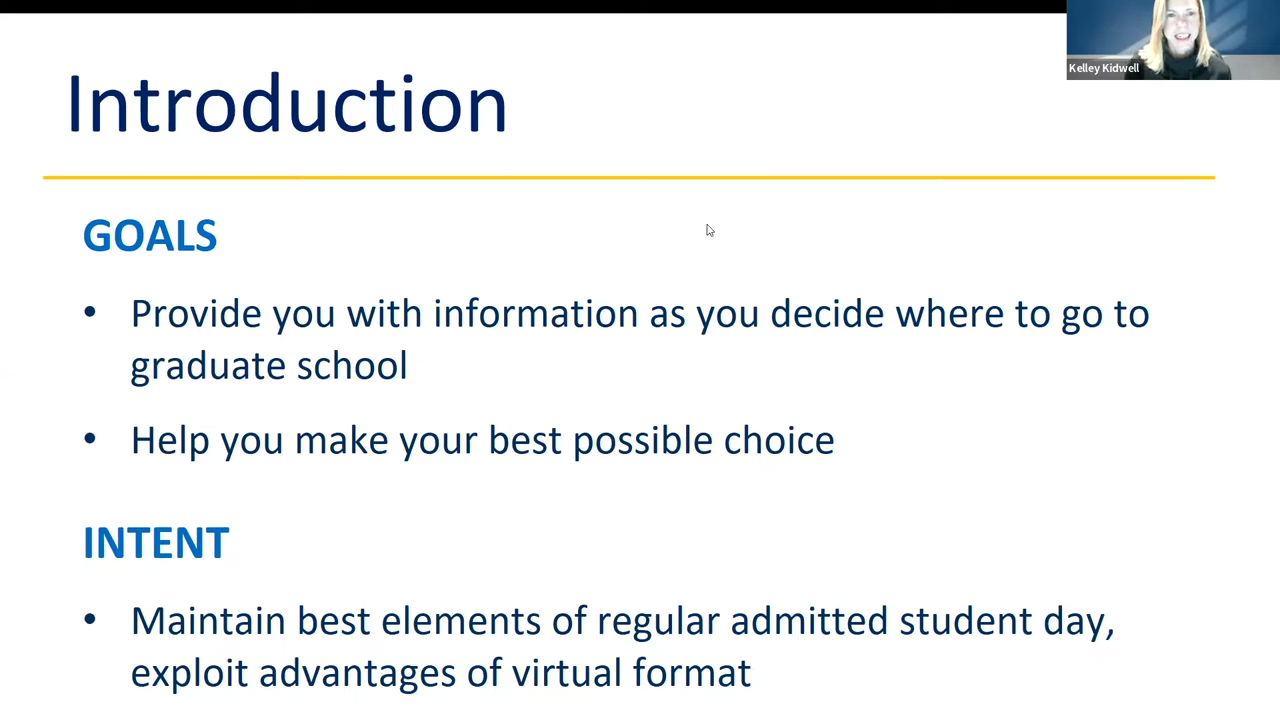 Introduction
Kelley Kidwell
GOALS
• Provide you with information as you decide where to go to
graduate school
• Help you make your best possible choice
INTENT
• Maintain best elements of regular admitted student day,
exploit advantages of virtual format